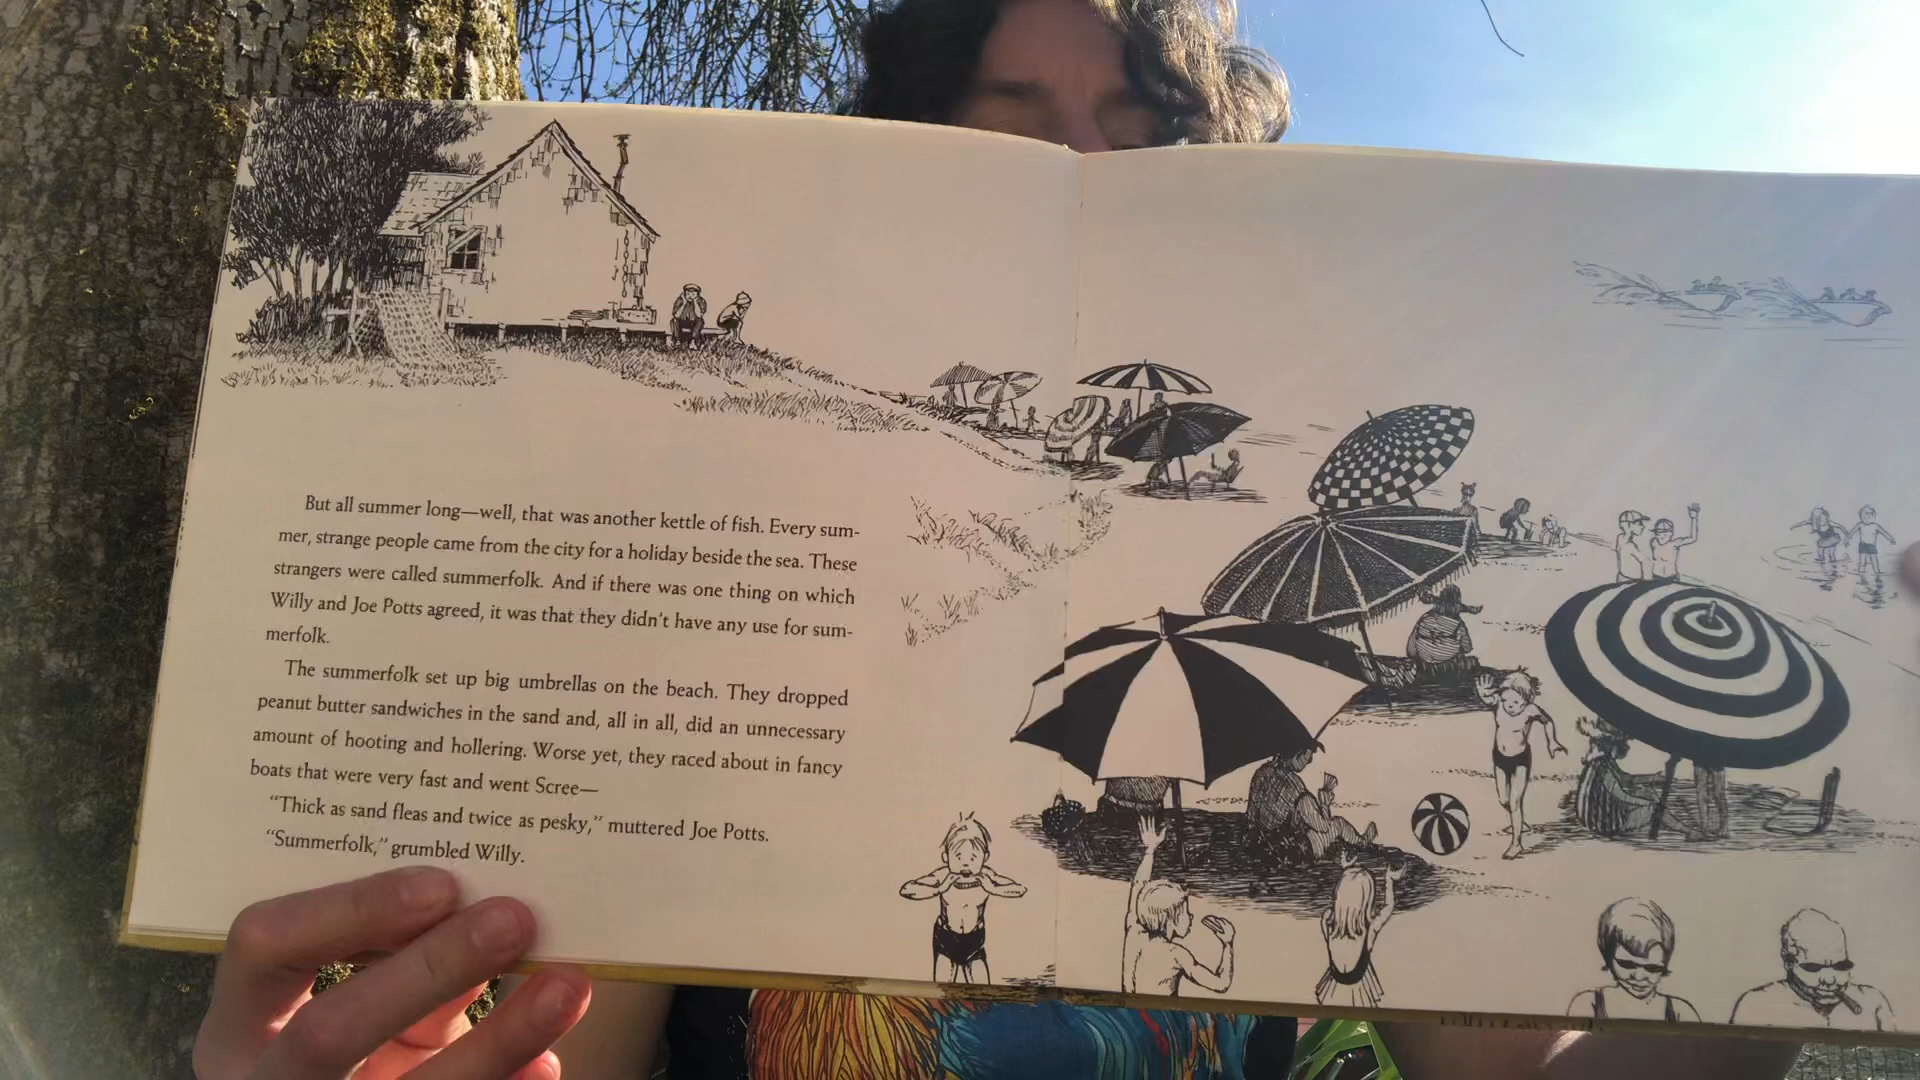 But all summer long—well, that was another kettle of fish. Every sum-
mer, strange people came from the city for a holiday beside the sea. These
strangers were called summerfolk. And if there was one thing on which
Willy and Joe Potts agreed, it was that they didn't have any use for sum-
merfolk.
The summerfolk set up big umbrellas on the beach. They dropped
peanut butter sandwiches in the sand and, all in all, did an unnecessary
amount of hooting and hollering. Worse yet, they raced about in fancy
boats that were very fast and went Scree—
"Thick as sand fleas and twice as pesky," muttered Joe Potts.
"Summerfolk," grumbled Willy.